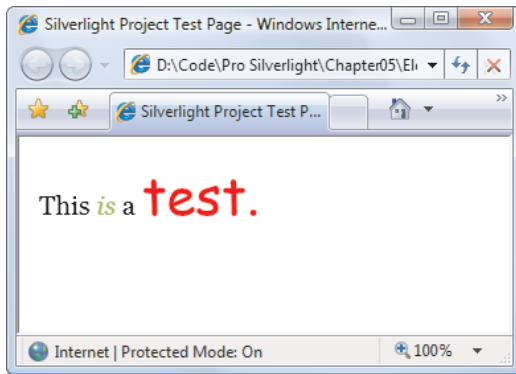 Silverlight Project Test Page - Windows Interne...
D:\Code\Pro Silverlight\Chapter05\El
Silverlight Project Test P...
This is a test.
Internet | Protected Mode: On
100%